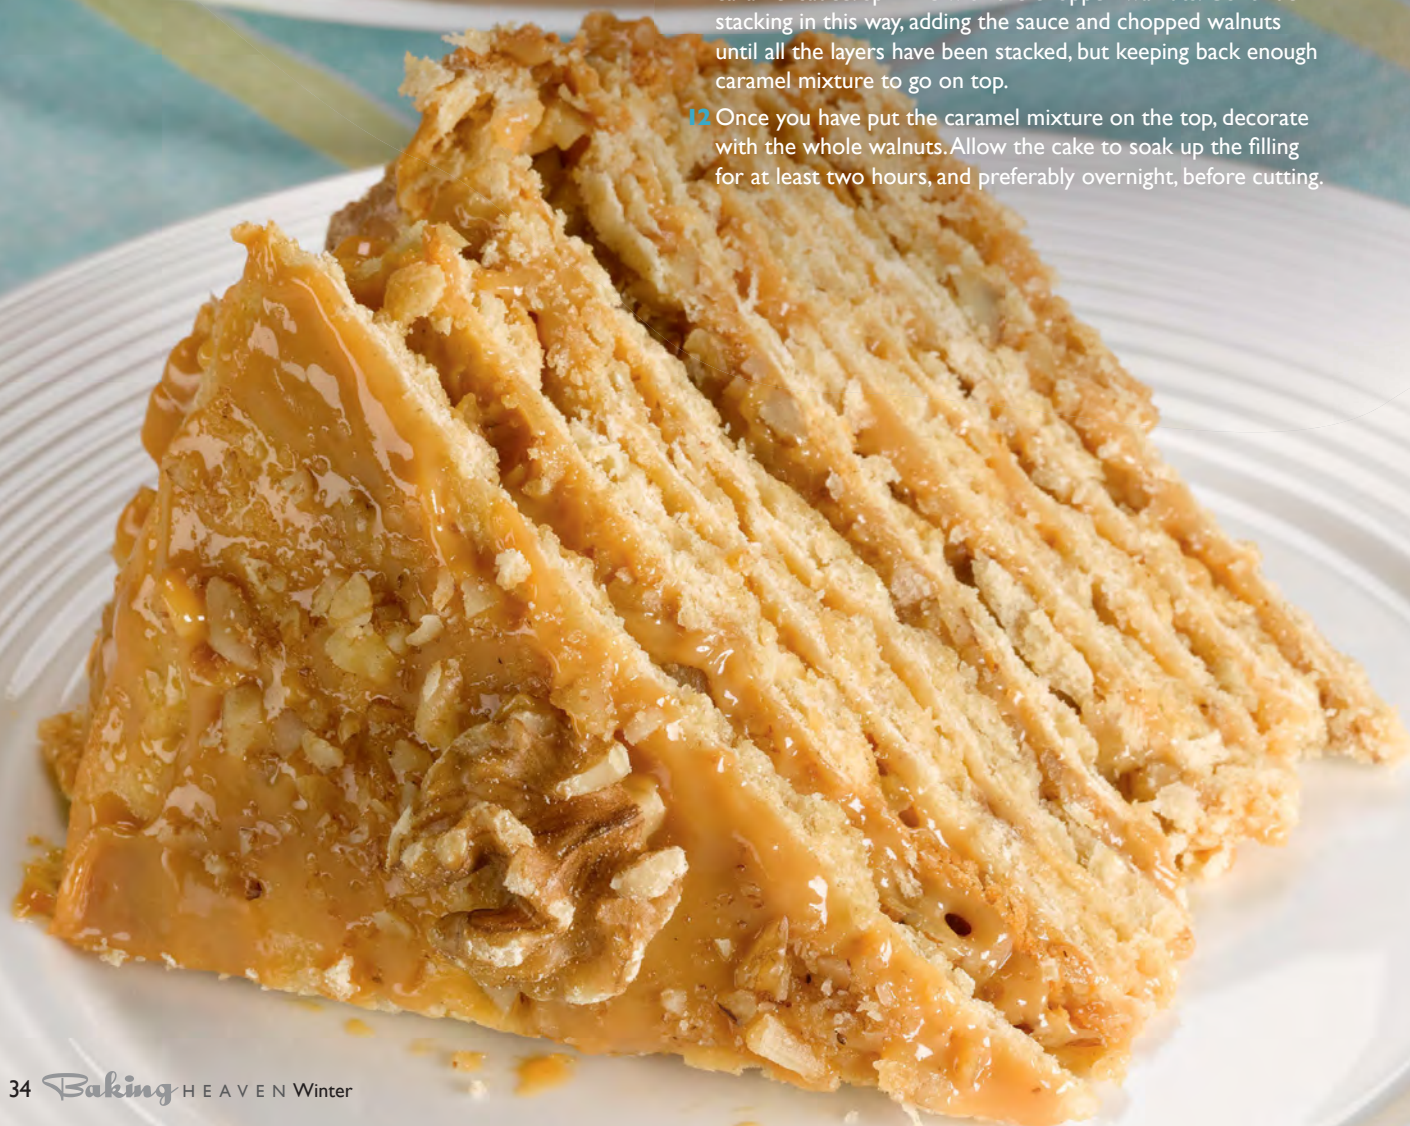 stacking in this way, adding the sauce and chopped walnuts
until all the layers have been stacked, but keeping back enough
caramel mixture to go on top.
12 Once you have put the caramel mixture on the top, decorate
with the whole walnuts. Allow the cake to soak up the filling
for at least two hours, and preferably overnight, before cutting.
34 Baking HEAVEN Winter